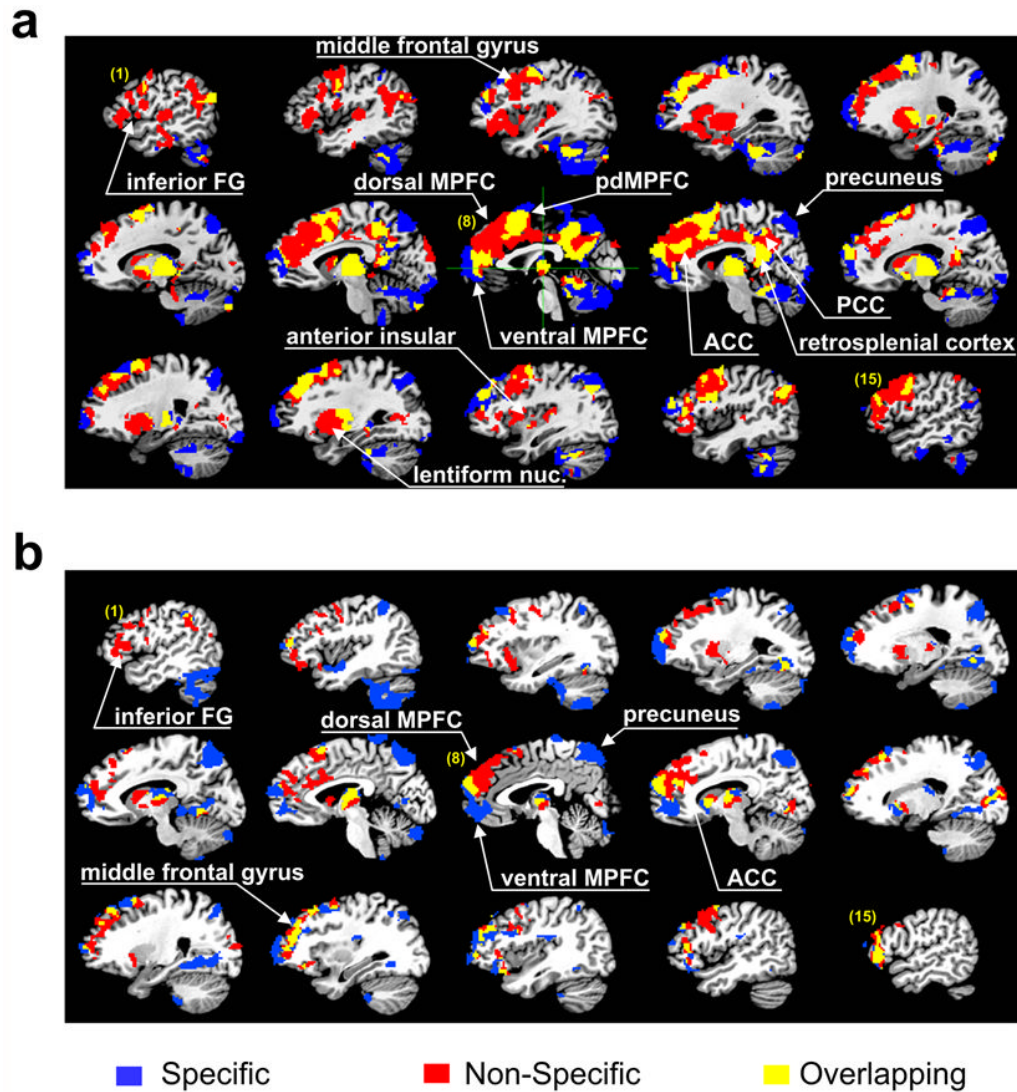 a
middle frontal gyrus
(1)
inferior FG
dorsal MPFC
pdMPFC
precuneus
(8)
anterior insular
ventral MPFC
ACC
PCC
retrosplenial cortex
(15)
lentiform nuc.
b
(1)
inferior FG
dorsal MPFC
precuneus
(8)
middle frontal gyrus
ventral MPFC
ACC
(15)
Specific
Non-Specific
Overlapping